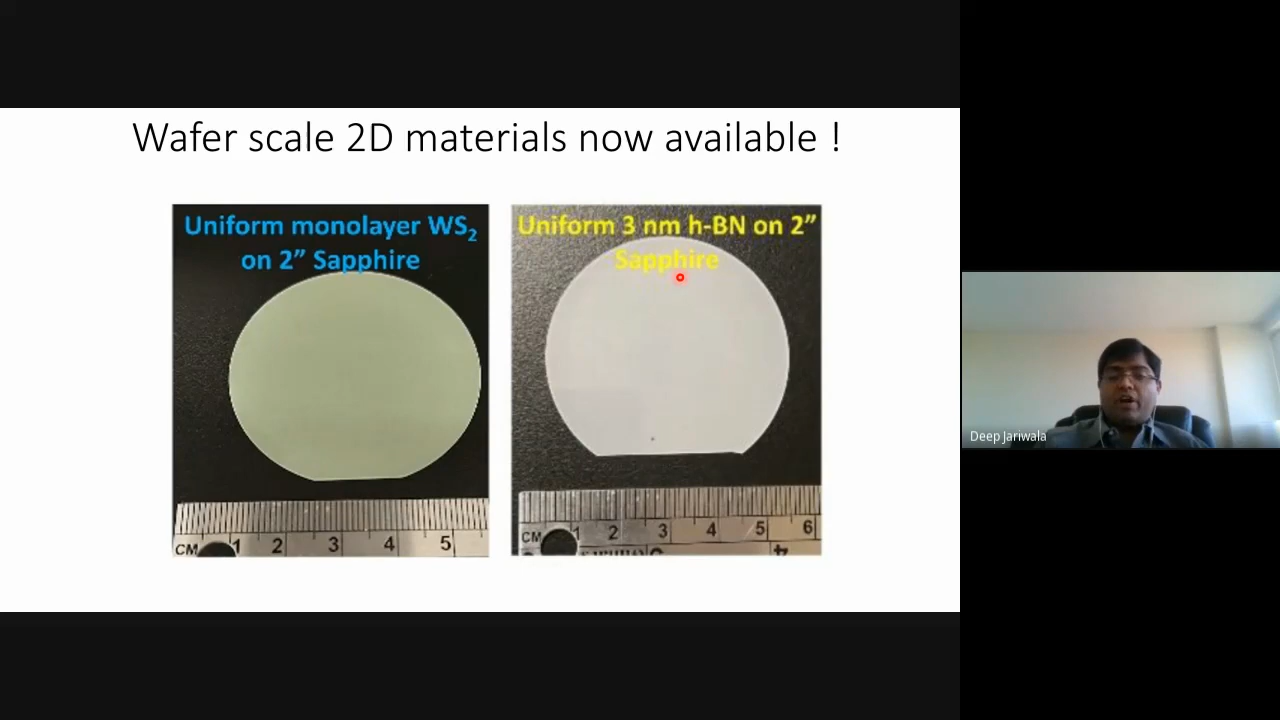 Wafer scale 2D materials now available !
Uniform monolayer WS₂
on 2” Sapphire
Uniform 3 nm h-BN on 2”
Sapphire
CM 1 2 3 4 5
CM 1 2 3 4 5 6
Deep Jariwala